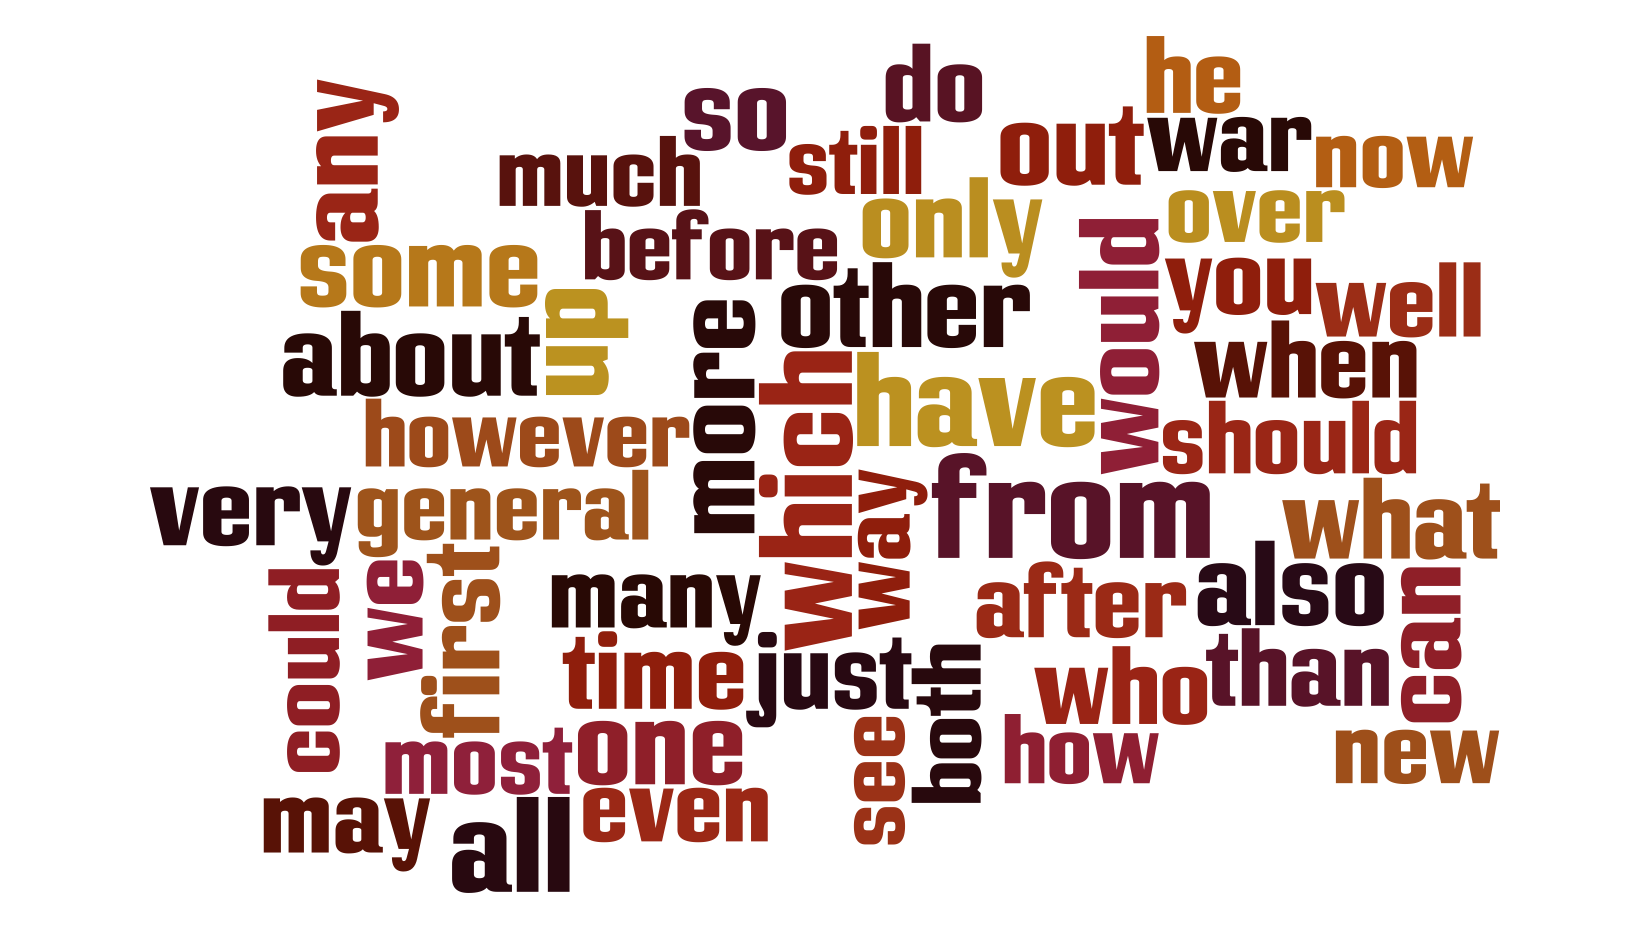 he
do
so
any
war
out
now
still
much
only
over
before
would
some
you
well
other
up
more
about
when
which
have
should
however
from
way
very
general
what
also
first
we
could
many
after
can
than
time
just
who
both
one
how
see
most
new
even
may
all